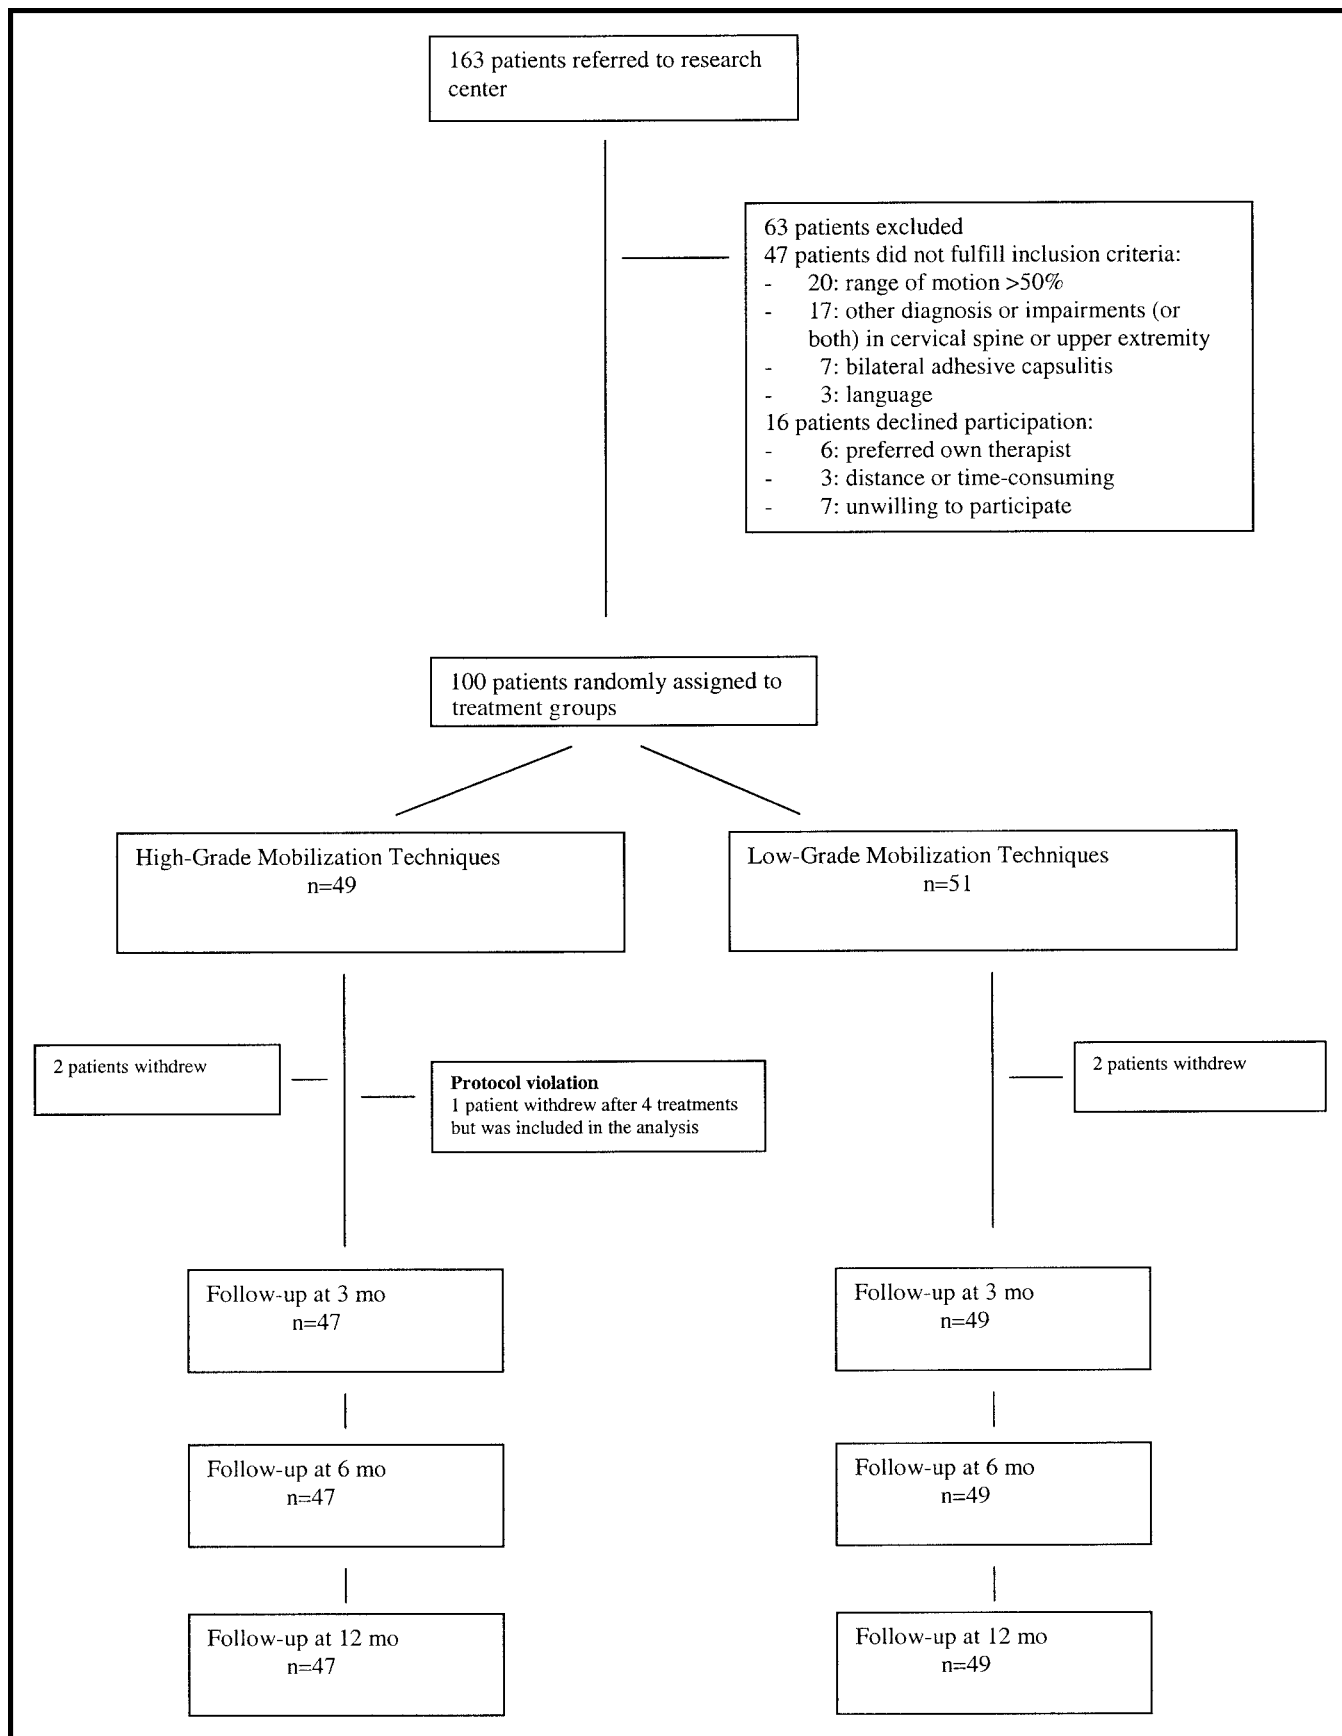 163 patients referred to research
center
63 patients excluded
47 patients did not fulfill inclusion criteria:
- 20: range of motion >50%
- 17: other diagnosis or impairments (or
both) in cervical spine or upper extremity
- 7: bilateral adhesive capsulitis
- 3: language
16 patients declined participation:
- 6: preferred own therapist
- 3: distance or time-consuming
- 7: unwilling to participate
100 patients randomly assigned to
treatment groups
High-Grade Mobilization Techniques
n=49
Low-Grade Mobilization Techniques
n=51
2 patients withdrew
Protocol violation
1 patient withdrew after 4 treatments
but was included in the analysis
2 patients withdrew
Follow-up at 3 mo
n=47
Follow-up at 3 mo
n=49
Follow-up at 6 mo
n=47
Follow-up at 6 mo
n=49
Follow-up at 12 mo
n=47
Follow-up at 12 mo
n=49